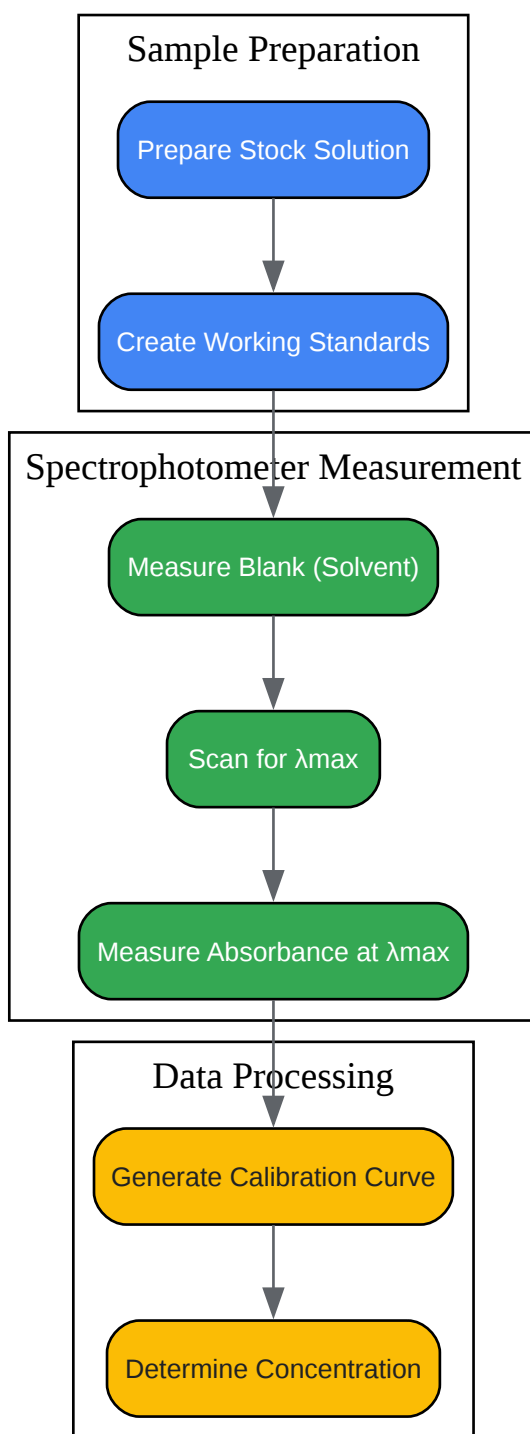 Sample Preparation
Prepare Stock Solution
Create Working Standards
Spectrophotometer Measurement
Measure Blank (Solvent)
Scan for λmax
Measure Absorbance at λmax
Data Processing
Generate Calibration Curve
Determine Concentration